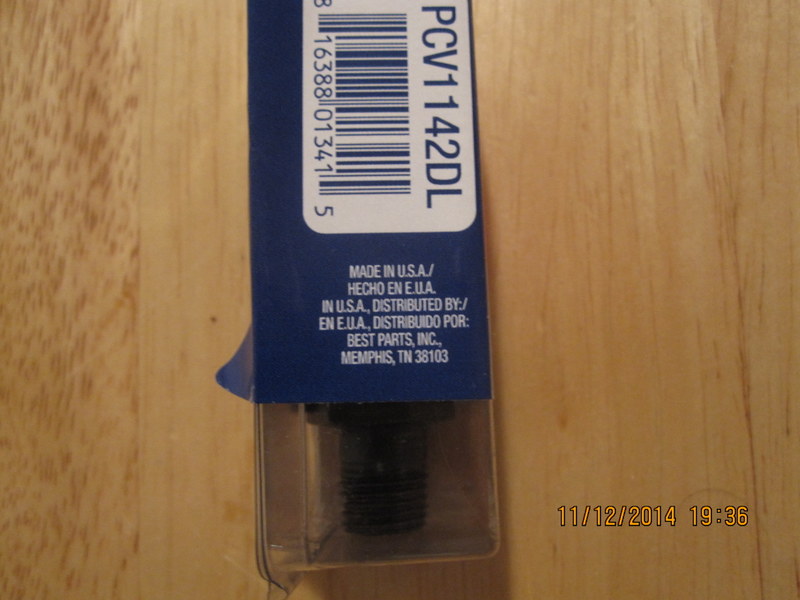 PCV1142DL
8 16388 01341 5
MADE IN U.S.A./
HECHO EN E.U.A.
IN U.S.A., DISTRIBUTED BY:/
EN E.U.A., DISTRIBUIDO POR:
BEST PARTS, INC.,
MEMPHIS, TN 38103
11/12/2014 19:36